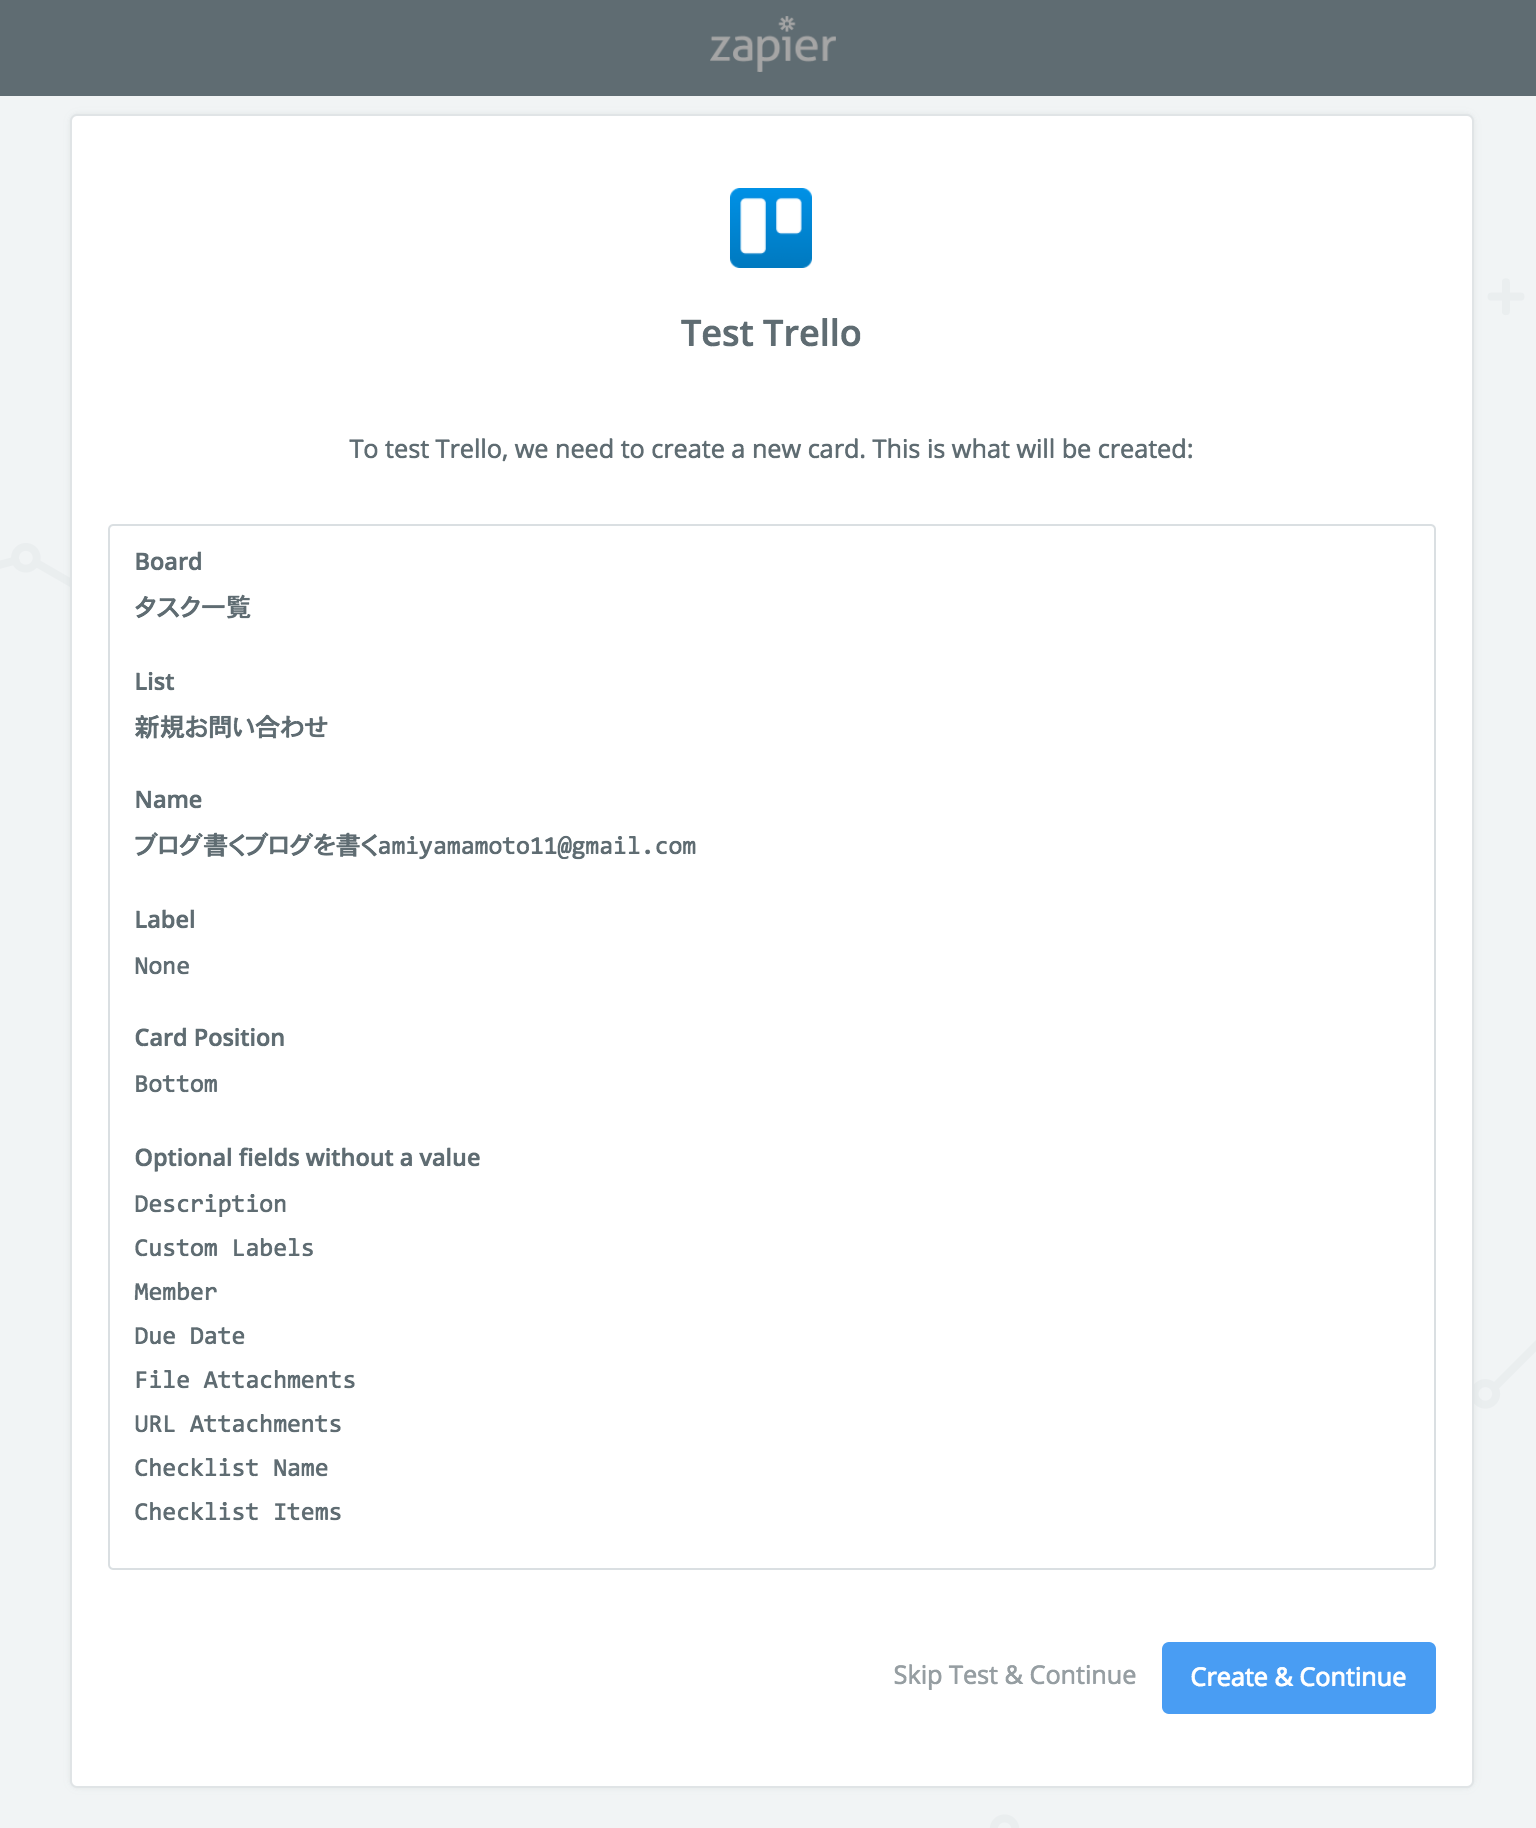 zapier
Test Trello
To test Trello, we need to create a new card. This is what will be created:
Board
タスク一覧
List
新規お問い合わせ
Name
ブログ書くブログを書くamiyamamoto11@gmail.com
Label
None
Card Position
Bottom
Optional fields without a value
Description
Custom Labels
Member
Due Date
File Attachments
URL Attachments
Checklist Name
Checklist Items
Skip Test & Continue
Create & Continue